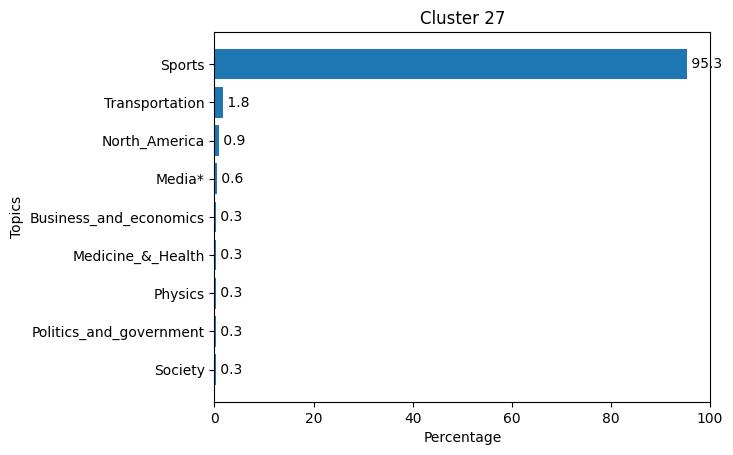 Cluster 27
Topics
Sports 95.3
Transportation 1.8
North_America 0.9
Media* 0.6
Business_and_economics 0.3
Medicine_&_Health 0.3
Physics 0.3
Politics_and_government 0.3
Society 0.3
0 20 40 60 80 100
Percentage